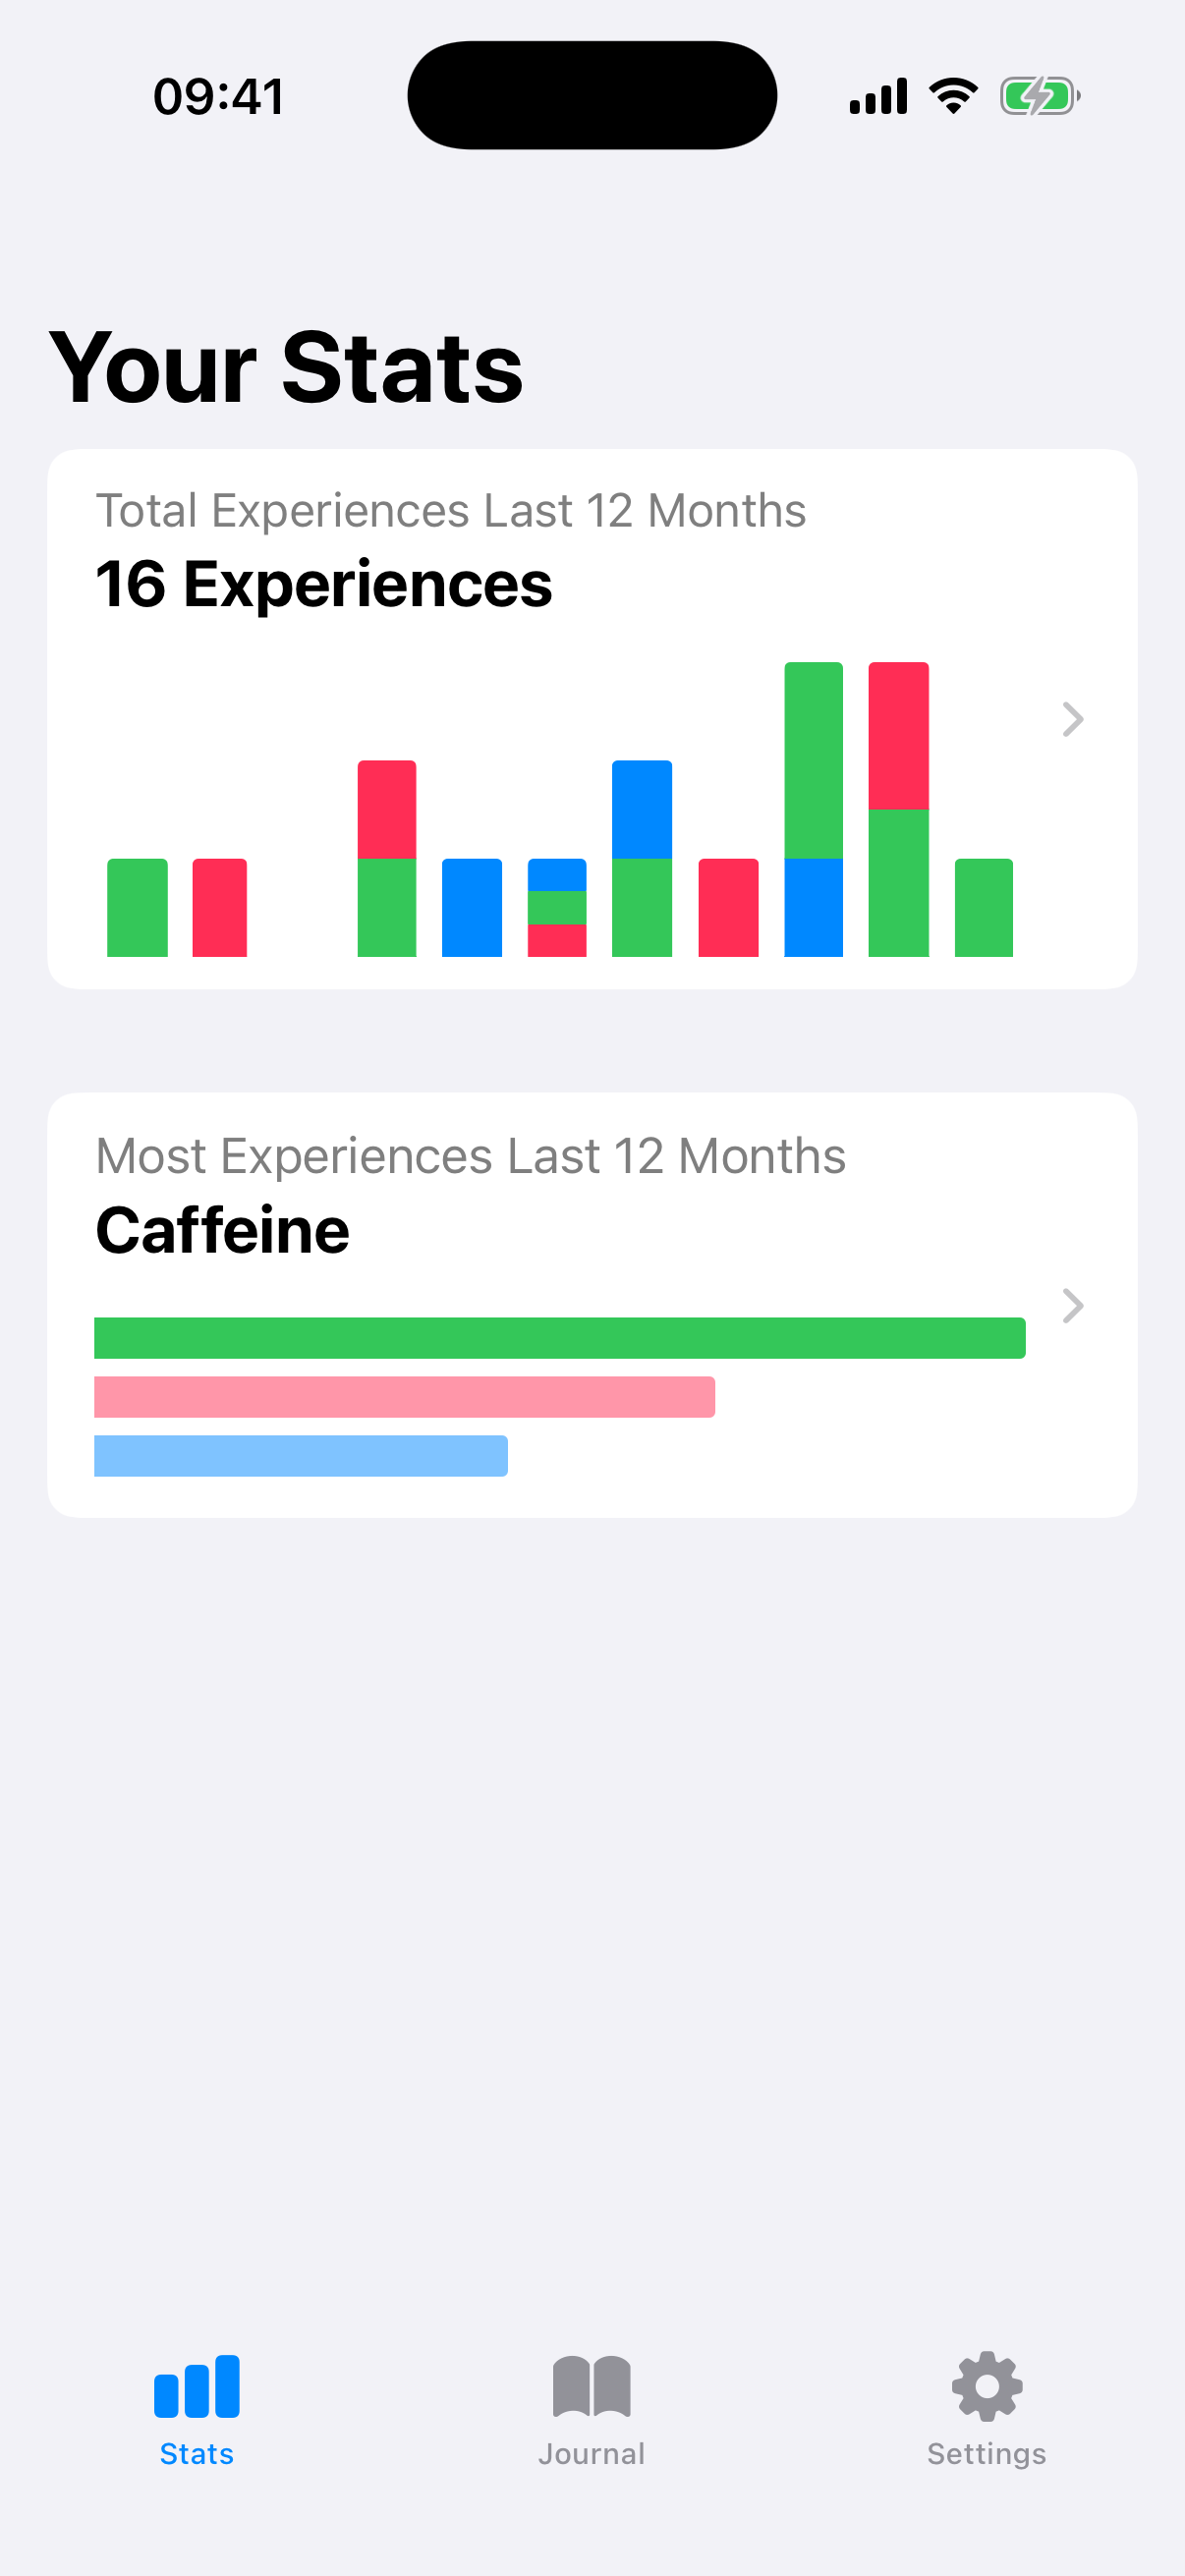 09:41
Your Stats
Total Experiences Last 12 Months
16 Experiences
Most Experiences Last 12 Months
Caffeine
Stats
Journal
Settings